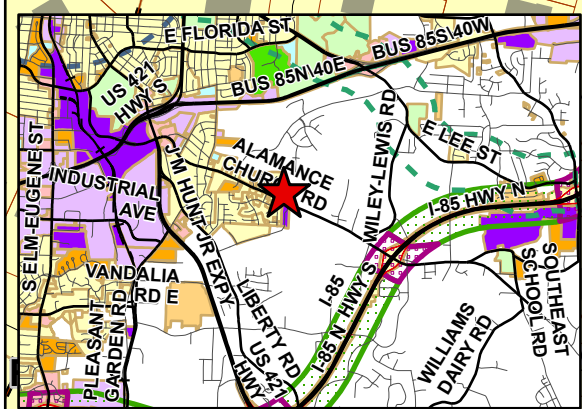 E FLORIDA ST
BUS 85S\40W
US 421
HWY S
BUS 85N\40E
S ELM-EUGENE ST
WILEY-LEWIS RD
E LEE ST
ALAMANCE
CHURCH RD
J M HUNT JR EXPY
INDUSTRIAL
AVE
I-85 HWY N
VANDALIA
RD E
I-85
I-85 N HWY S
LIBERTY RD
US 421
HWY
PLEASANT
GARDEN RD
WILLIAMS
DAIRY RD
SOUTHEAST
SCHOOL RD